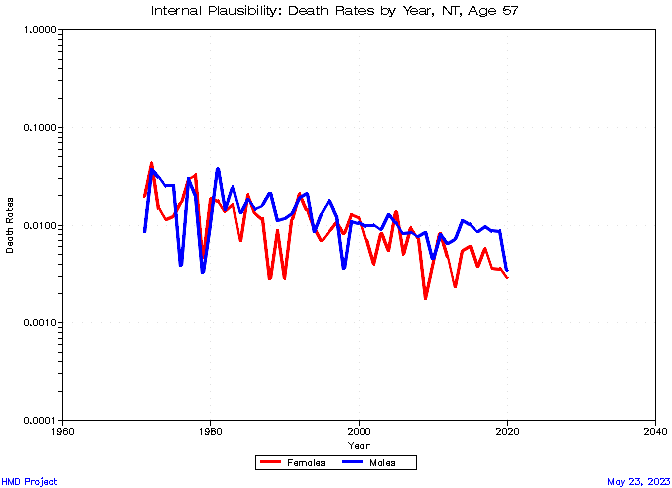 Internal Plausibility: Death Rates by Year, NT, Age 57
1.0000
0.1000
0.0100
0.0010
0.0001
Death Rates
1960 1980 2000 2020 2040
Year
Females Males
HMD Project May 23, 2023